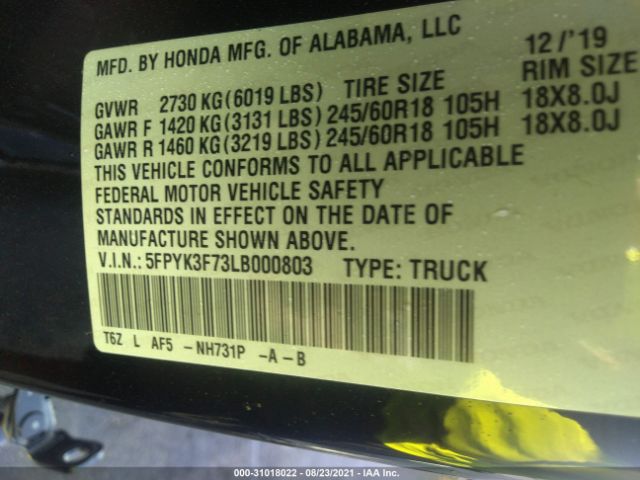 MFD. BY HONDA MFG. OF ALABAMA, LLC 12/'19
GVWR 2730 KG(6019 LBS) TIRE SIZE RIM SIZE
GAWR F 1420 KG(3131 LBS) 245/60R18 105H 18X8.0J
GAWR R 1460 KG(3219 LBS) 245/60R18 105H 18X8.0J
THIS VEHICLE CONFORMS TO ALL APPLICABLE
FEDERAL MOTOR VEHICLE SAFETY
STANDARDS IN EFFECT ON THE DATE OF
MANUFACTURE SHOWN ABOVE.
V.I.N.: 5FPYK3F73LB000803 TYPE: TRUCK
T6Z L AF5 -NH731P -A-B
000-31018022 - 08/23/2021 - IAA Inc.